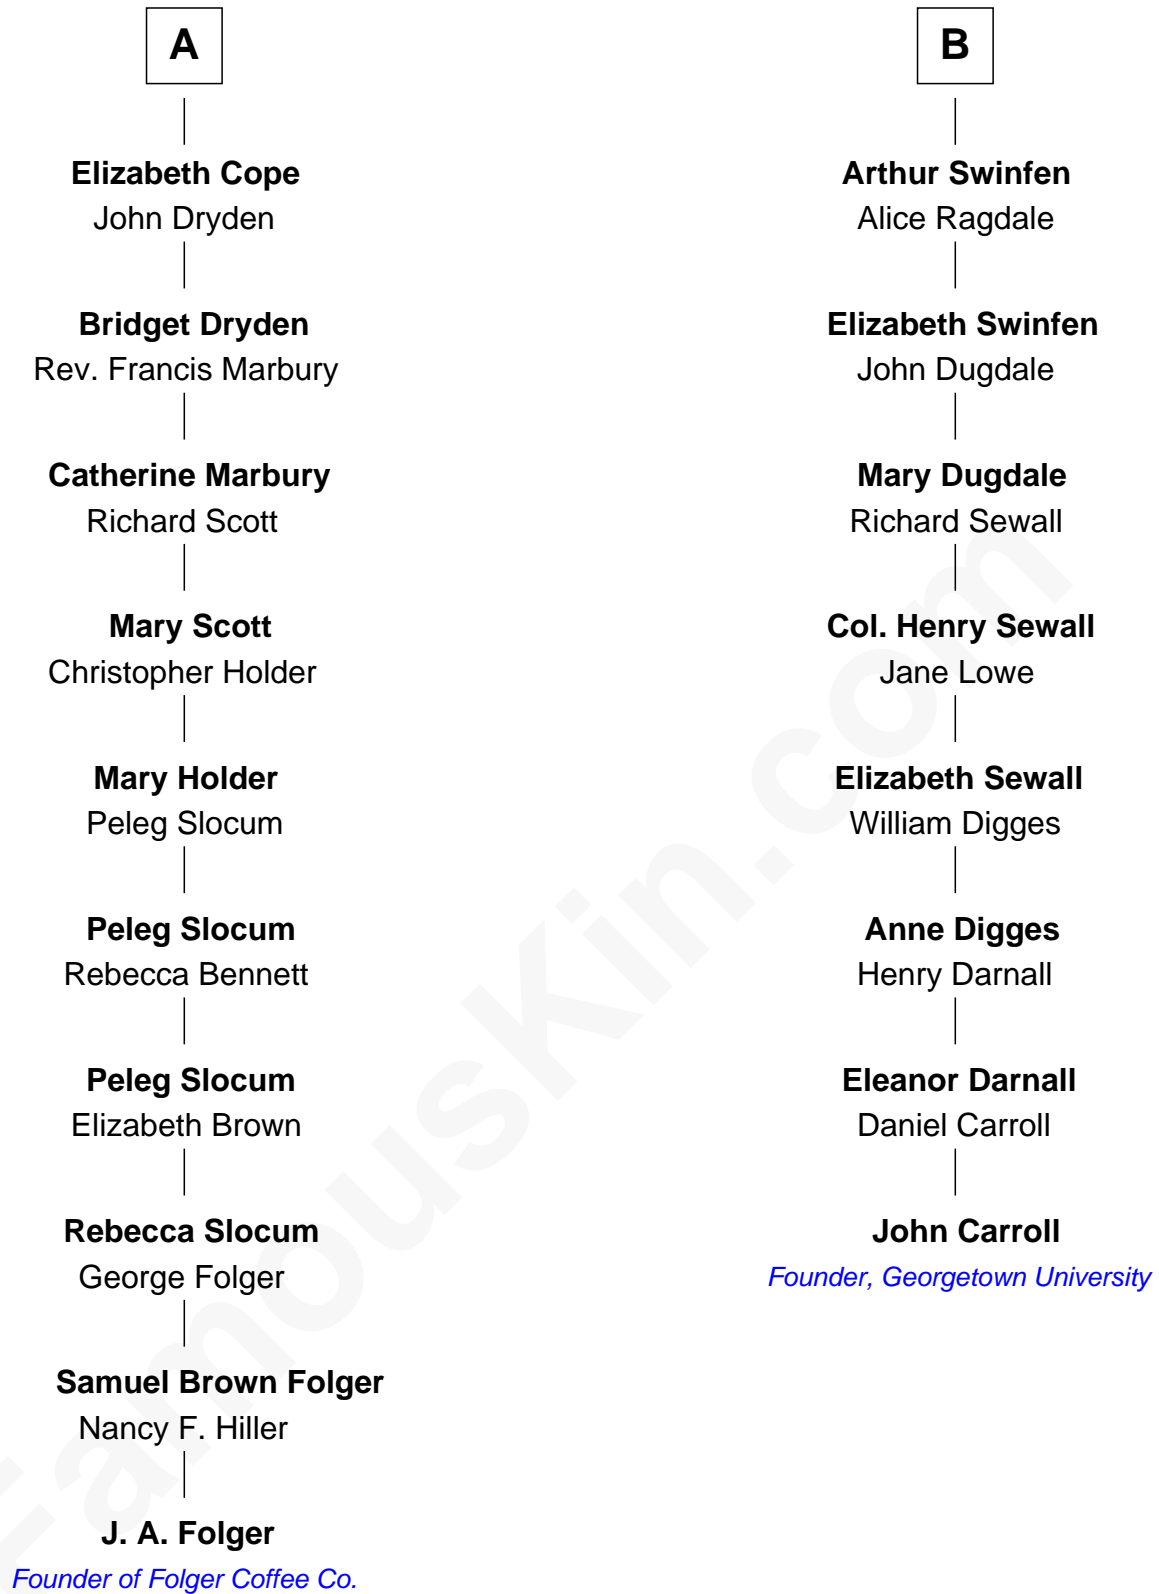 A
Elizabeth Cope
John Dryden
Bridget Dryden
Rev. Francis Marbury
Catherine Marbury
Richard Scott
Mary Scott
Christopher Holder
Mary Holder
Peleg Slocum
Peleg Slocum
Rebecca Bennett
Peleg Slocum
Elizabeth Brown
Rebecca Slocum
George Folger
Samuel Brown Folger
Nancy F. Hiller
J. A. Folger
Founder of Folger Coffee Co.
B
Arthur Swinfen
Alice Ragdale
Elizabeth Swinfen
John Dugdale
Mary Dugdale
Richard Sewall
Col. Henry Sewall
Jane Lowe
Elizabeth Sewall
William Digges
Anne Digges
Henry Darnall
Eleanor Darnall
Daniel Carroll
John Carroll
Founder, Georgetown University
FamousKin.com